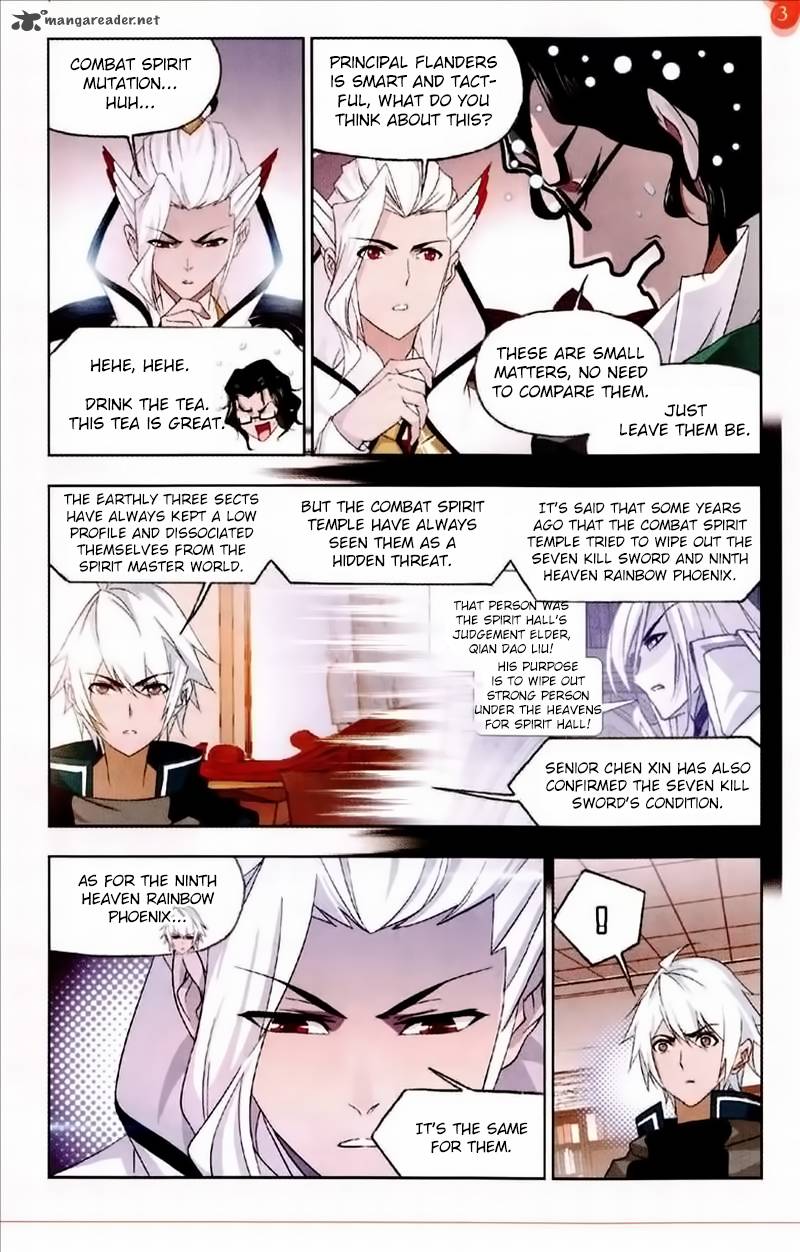 mangareader.net
3
COMBAT SPIRIT
MUTATION...
HUH...
PRINCIPAL FLANDERS
IS SMART AND TACT-
FUL, WHAT DO YOU
THINK ABOUT THIS?
HEHE, HEHE.
DRINK THE TEA.
THIS TEA IS GREAT.
THESE ARE SMALL
MATTERS, NO NEED
TO COMPARE THEM.
JUST
LEAVE THEM BE.
THE EARTHLY THREE SECTS
HAVE ALWAYS KEPT A LOW
PROFILE AND DISSOCIATED
THEMSELVES FROM THE
SPIRIT MASTER WORLD.
BUT THE COMBAT SPIRIT
TEMPLE HAVE ALWAYS
SEEN THEM AS A
HIDDEN THREAT.
IT'S SAID THAT SOME YEARS
AGO THAT THE COMBAT SPIRIT
TEMPLE TRIED TO WIPE OUT THE
SEVEN KILL SWORD AND NINTH
HEAVEN RAINBOW PHOENIX.
THAT PERSON WAS
THE SPIRIT HALL'S
JUDGEMENT ELDER,
QIAN DAO LIU!
HIS PURPOSE
IS TO WIPE OUT
STRONG PERSON
UNDER THE HEAVENS
FOR SPIRIT HALL!
SENIOR CHEN XIN HAS ALSO
CONFIRMED THE SEVEN KILL
SWORD'S CONDITION.
AS FOR THE NINTH
HEAVEN RAINBOW
PHOENIX...
!
IT'S THE SAME
FOR THEM.